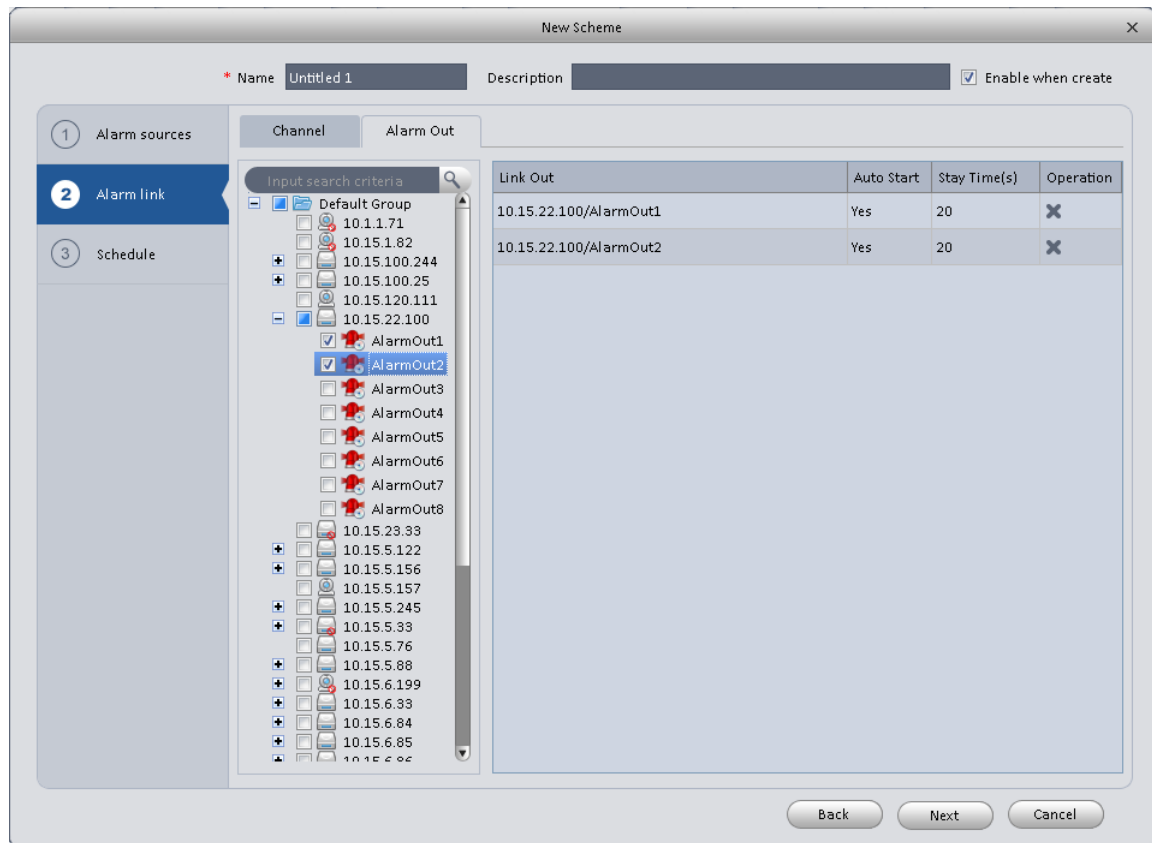 New Scheme
* Name Untitled 1 Description Enable when create
1 Alarm sources
2 Alarm link
3 Schedule
Channel Alarm Out
Input search criteria
Default Group
10.1.1.71
10.15.1.82
10.15.100.244
10.15.100.25
10.15.120.111
10.15.22.100
AlarmOut1
AlarmOut2
AlarmOut3
AlarmOut4
AlarmOut5
AlarmOut6
AlarmOut7
AlarmOut8
10.15.23.33
10.15.5.122
10.15.5.156
10.15.5.157
10.15.5.245
10.15.5.33
10.15.5.76
10.15.5.88
10.15.6.199
10.15.6.33
10.15.6.84
10.15.6.85
10.15.6.86
Link Out Auto Start Stay Time(s) Operation
10.15.22.100/AlarmOut1 Yes 20
10.15.22.100/AlarmOut2 Yes 20
Back Next Cancel